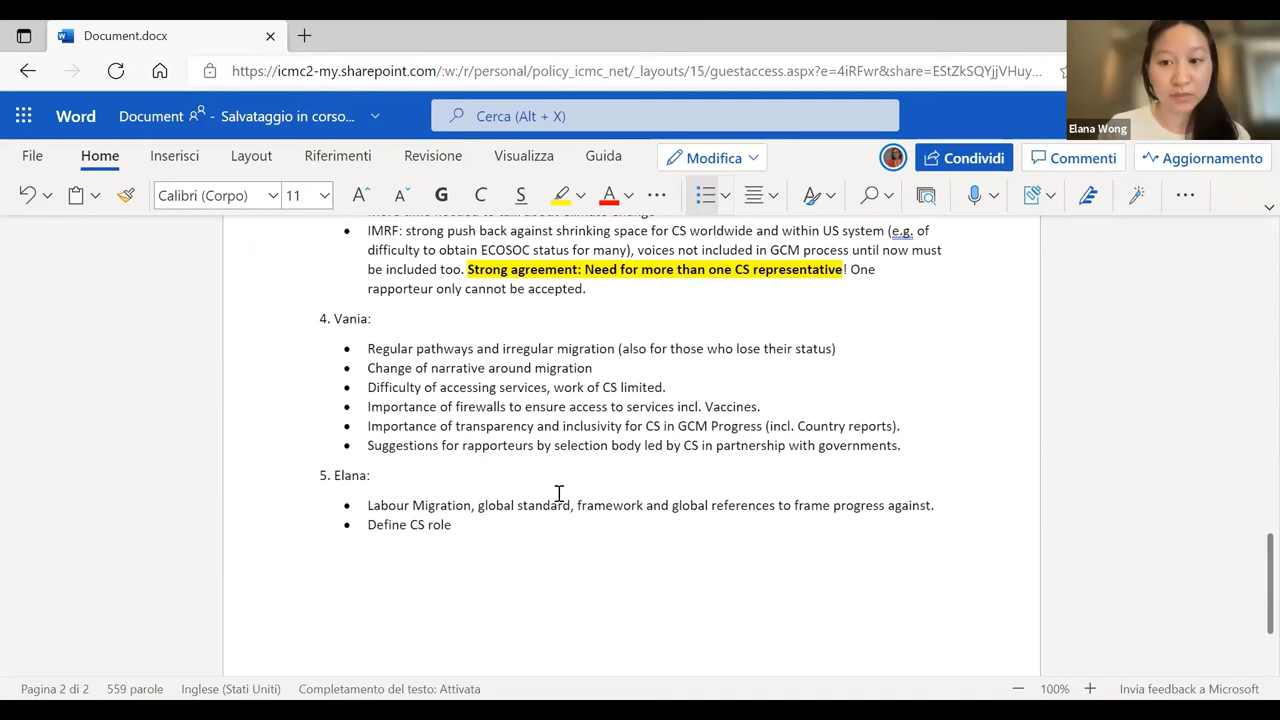 Document.docx
https://icmc2-my.sharepoint.com/:w:/r/personal/policy_icmc_net/_layouts/15/guestaccess.aspx?e=4iRFwr&share=EStZkSQYjjVHuy...
Word Document - Salvataggio in corso... Cerca (Alt + X)
Elana Wong
File Home Inserisci Layout Riferimenti Revisione Visualizza Guida Modifica Condividi Commenti Aggiornamento
Calibri (Corpo) 11 G C S
More time needed to talk about Climate Change
• IMRF: strong push back against shrinking space for CS worldwide and within US system (e.g. of
difficulty to obtain ECOSOC status for many), voices not included in GCM process until now must
be included too. Strong agreement: Need for more than one CS representative! One
rapporteur only cannot be accepted.
4. Vania:
• Regular pathways and irregular migration (also for those who lose their status)
• Change of narrative around migration
• Difficulty of accessing services, work of CS limited.
• Importance of firewalls to ensure access to services incl. Vaccines.
• Importance of transparency and inclusivity for CS in GCM Progress (incl. Country reports).
• Suggestions for rapporteurs by selection body led by CS in partnership with governments.
5. Elana:
• Labour Migration, global standard, framework and global references to frame progress against.
• Define CS role
Pagina 2 di 2 559 parole Inglese (Stati Uniti) Completamento del testo: Attivata 100% Invia feedback a Microsoft